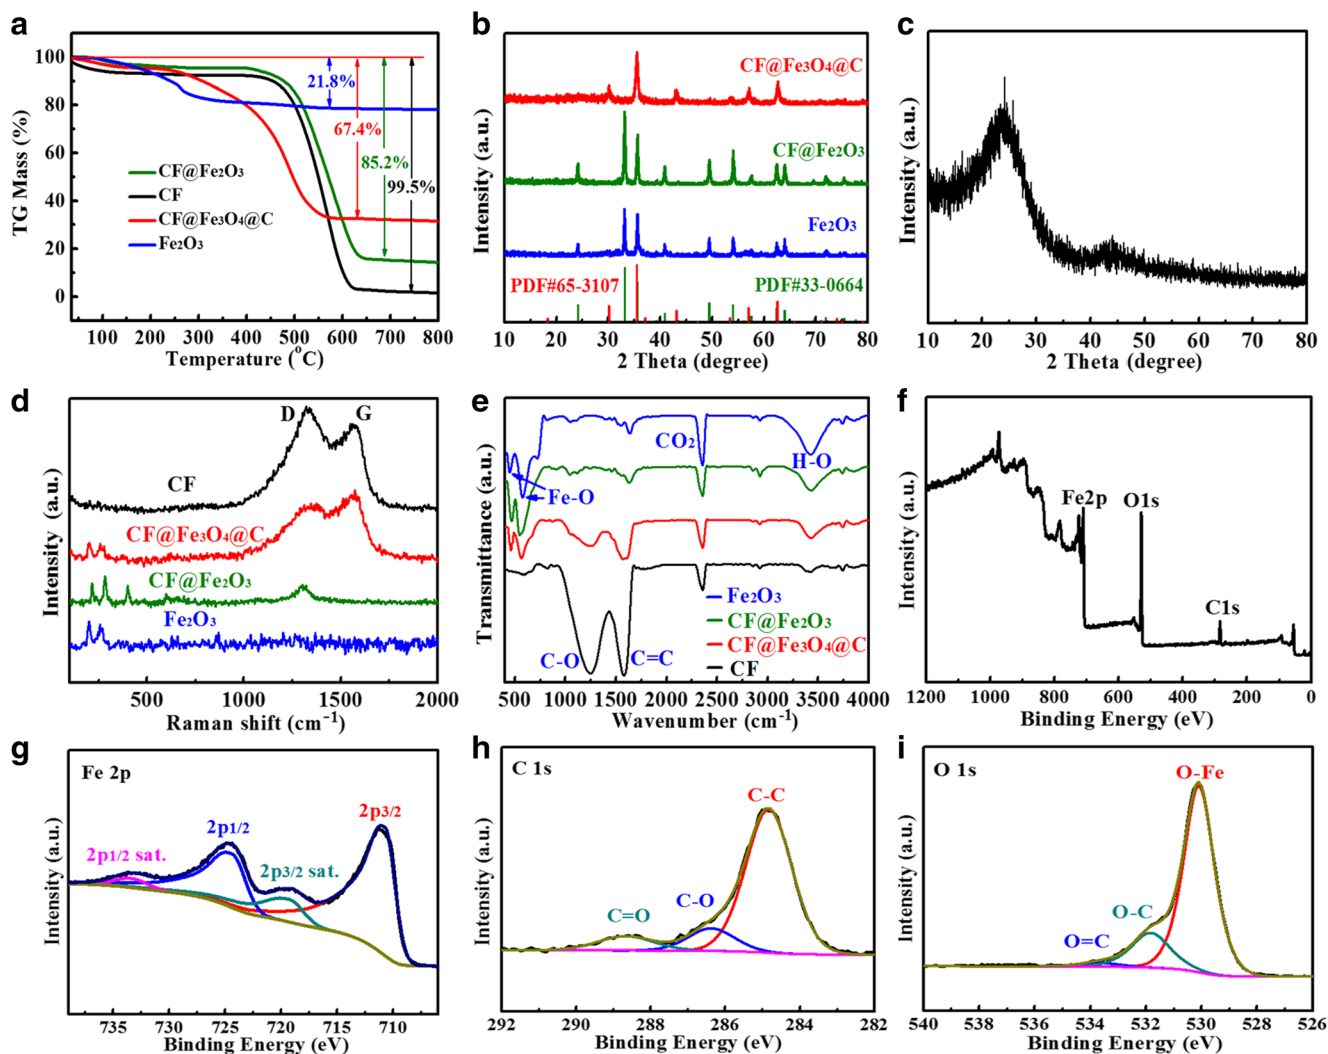 a
100
80
60
40
20
0
TG Mass (%)
21.8%
67.4%
85.2%
99.5%
CF@Fe₂O₃
CF
CF@Fe₃O₄@C
Fe₂O₃
100 200 300 400 500 600 700 800
Temperature (°C)
b
Intensity (a.u.)
CF@Fe₃O₄@C
CF@Fe₂O₃
Fe₂O₃
PDF#65-3107 PDF#33-0664
10 20 30 40 50 60 70 80
2 Theta (degree)
c
Intensity (a.u.)
10 20 30 40 50 60 70 80
2 Theta (degree)
d
Intensity (a.u.)
D G
CF
CF@Fe₃O₄@C
CF@Fe₂O₃
Fe₂O₃
500 1000 1500 2000
Raman shift (cm⁻¹)
e
Transmittance (a.u.)
CO₂
H-O
Fe-O
C-O C=C
Fe₂O₃
CF@Fe₂O₃
CF@Fe₃O₄@C
CF
500 1000 1500 2000 2500 3000 3500 4000
Wavenumber (cm⁻¹)
f
Intensity (a.u.)
Fe2p O1s
C1s
1200 1000 800 600 400 200 0
Binding Energy (eV)
g
Fe 2p
Intensity (a.u.)
2p1/2 sat.
2p1/2
2p3/2 sat.
2p3/2
735 730 725 720 715 710
Binding Energy (eV)
h
C 1s
Intensity (a.u.)
C-C
C-O
C=O
292 290 288 286 284 282
Binding Energy (eV)
i
O 1s
Intensity (a.u.)
O-Fe
O-C
O=C
540 538 536 534 532 530 528 526
Binding Energy (eV)